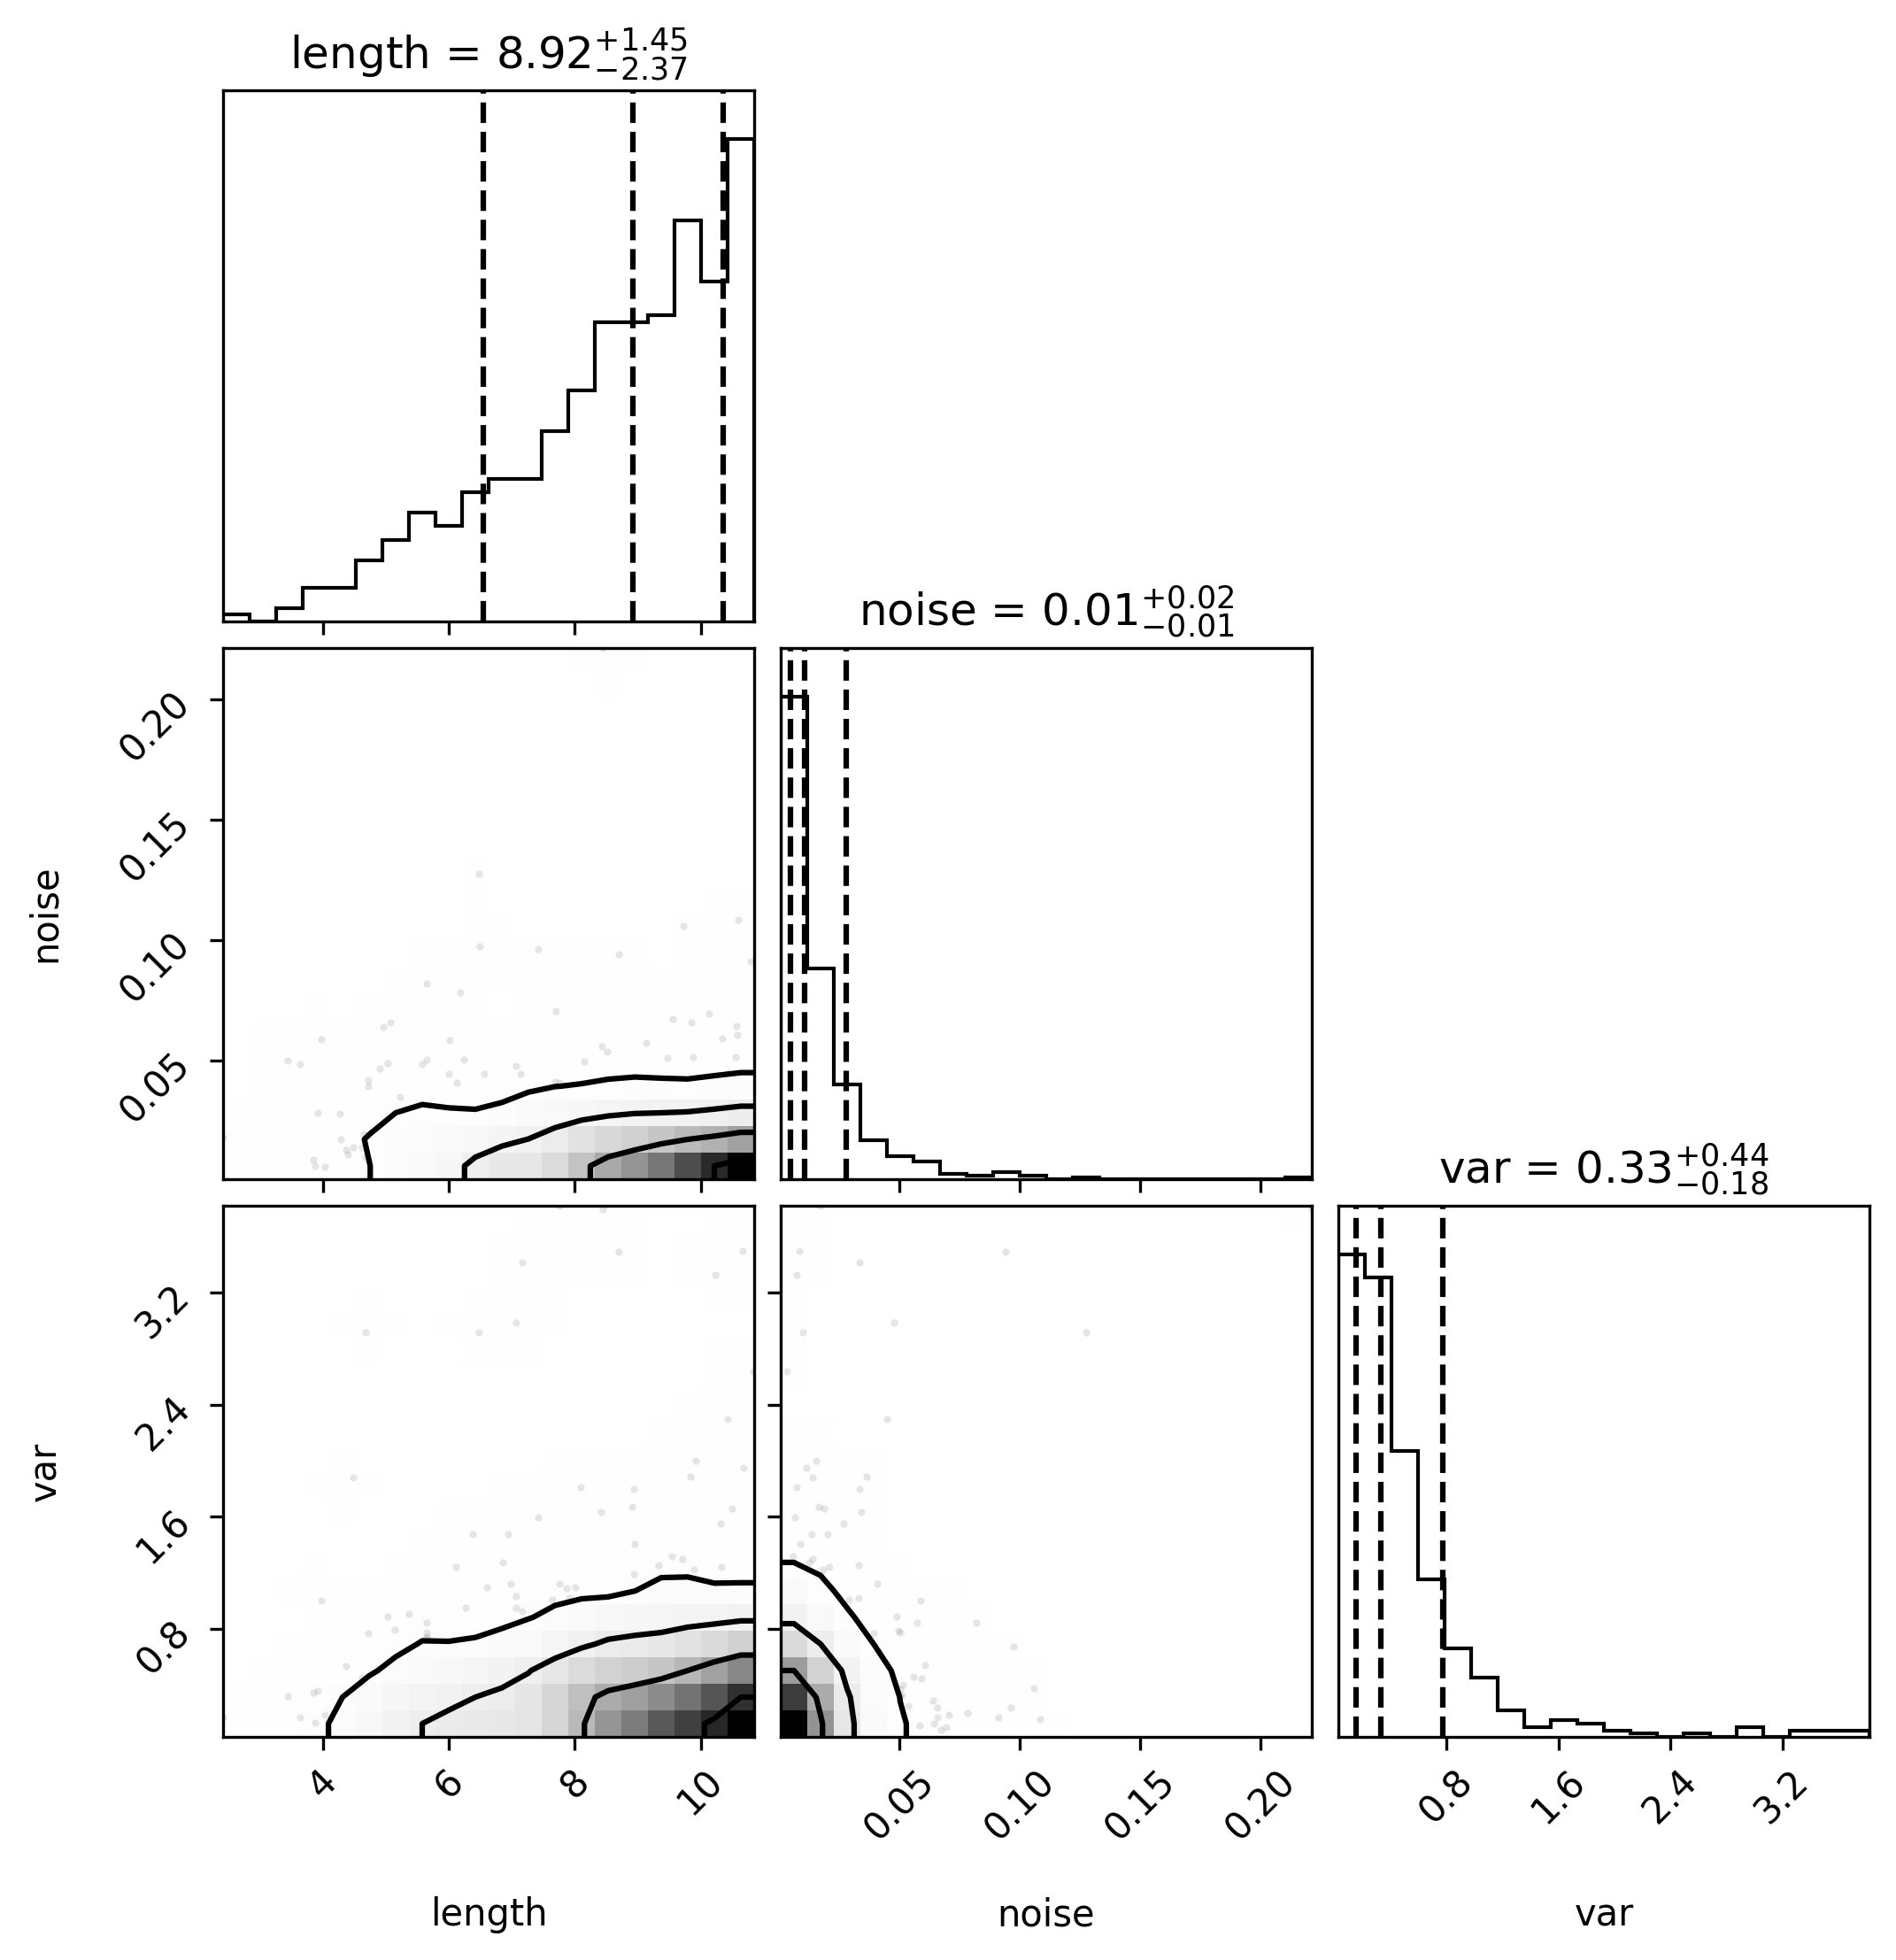 length = 8.92 +1.45 −2.37
noise = 0.01 +0.02 −0.01
0.20
0.15
0.10
0.05
noise
var = 0.33 +0.44 −0.18
3.2
2.4
1.6
0.8
var
4 6 8 10 0.05 0.10 0.15 0.20 0.8 1.6 2.4 3.2
length noise var